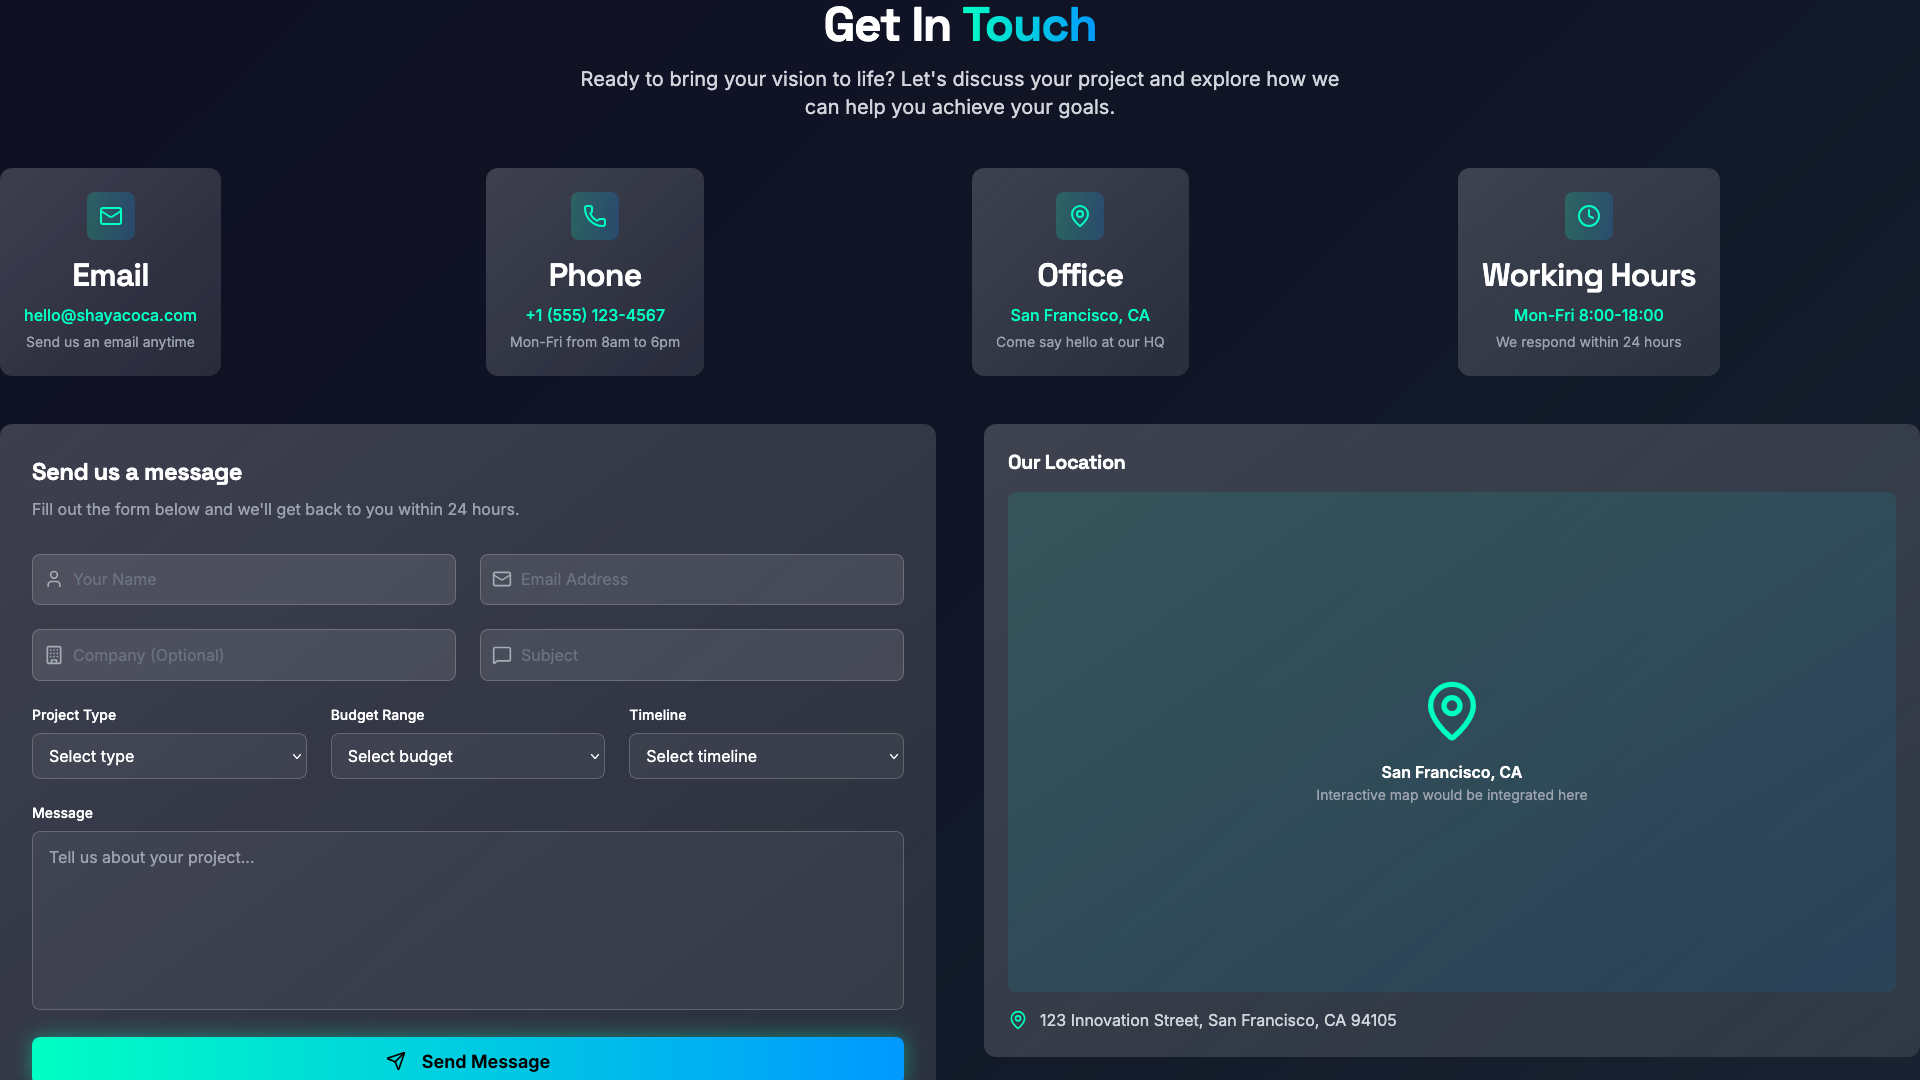 Get In Touch
Ready to bring your vision to life? Let's discuss your project and explore how we
can help you achieve your goals.
Email
hello@shayacoca.com
Send us an email anytime
Phone
+1 (555) 123-4567
Mon-Fri from 8am to 6pm
Office
San Francisco, CA
Come say hello at our HQ
Working Hours
Mon-Fri 8:00-18:00
We respond within 24 hours
Send us a message
Fill out the form below and we'll get back to you within 24 hours.
Your Name
Email Address
Company (Optional)
Subject
Project Type
Budget Range
Timeline
Select type
Select budget
Select timeline
Message
Tell us about your project...
Send Message
Our Location
San Francisco, CA
Interactive map would be integrated here
123 Innovation Street, San Francisco, CA 94105